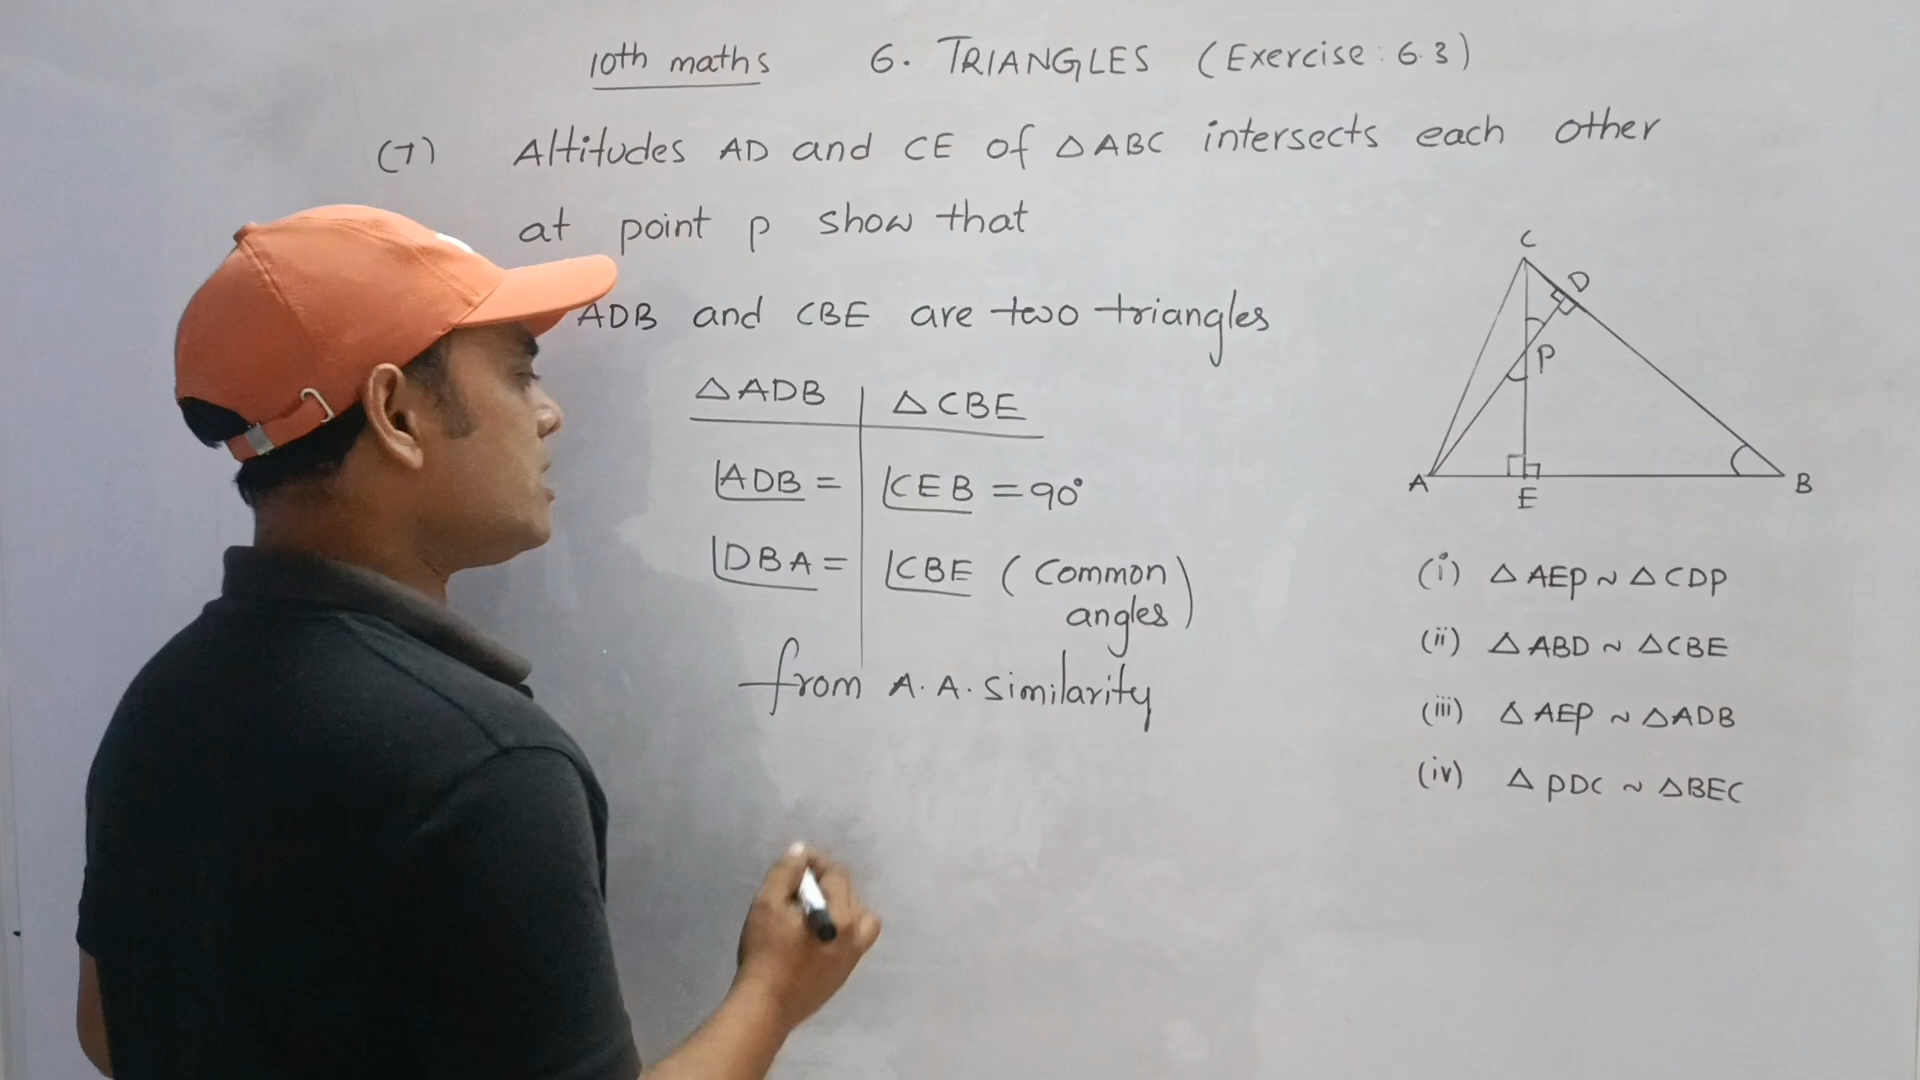 10th maths 6. TRIANGLES (Exercise: 6.3)
(7) Altitudes AD and CE of △ABC intersects each other
at point p show that
ADB and CBE are two triangles
△ADB △CBE
∠ADB = ∠CEB = 90°
∠DBA = ∠CBE (Common
angles)
from A.A. similarity
C
D
P
A
E
B
(i) △AEP ~ △CDP
(ii) △ABD ~ △CBE
(iii) △AEP ~ △ADB
(iv) △PDC ~ △BEC